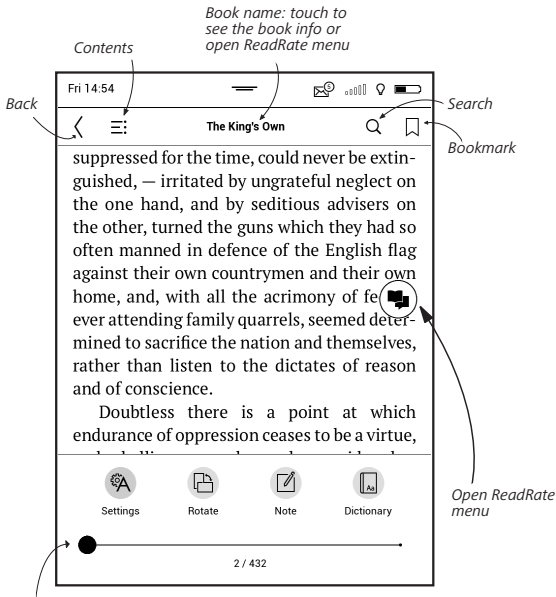 Book name: touch to
see the book info or
open ReadRate menu
Contents
Back
Search
Bookmark
Fri 14:54
5
The King's Own
suppressed for the time, could never be extin-
guished, — irritated by ungrateful neglect on
the one hand, and by seditious advisers on
the other, turned the guns which they had so
often manned in defence of the English flag
against their own countrymen and their own
home, and, with all the acrimony of fe
ever attending family quarrels, seemed deter-
mined to sacrifice the nation and themselves,
rather than listen to the dictates of reason
and of conscience.
Doubtless there is a point at which
endurance of oppression ceases to be a virtue,
Open ReadRate
menu
A
Aa
Settings
Rotate
Note
Dictionary
2 / 432